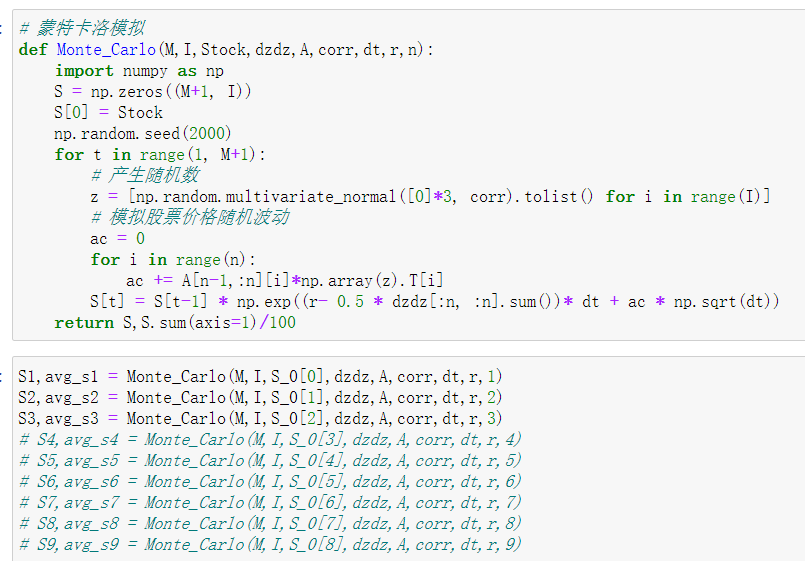 # 蒙特卡洛模拟
def Monte_Carlo(M,I,Stock,dzdz,A,corr,dt,r,n):
    import numpy as np
    S = np.zeros((M+1, I))
    S[0] = Stock
    np.random.seed(2000)
    for t in range(1, M+1):
        # 产生随机数
        z = [np.random.multivariate_normal([0]*3, corr).tolist() for i in range(I)]
        # 模拟股票价格随机波动
        ac = 0
        for i in range(n):
            ac += A[n-1,:n][i]*np.array(z).T[i]
        S[t] = S[t-1] * np.exp((r- 0.5 * dzdz[:n, :n].sum())* dt + ac * np.sqrt(dt))
    return S,S.sum(axis=1)/100
S1,avg_s1 = Monte_Carlo(M,I,S_0[0],dzdz,A,corr,dt,r,1)
S2,avg_s2 = Monte_Carlo(M,I,S_0[1],dzdz,A,corr,dt,r,2)
S3,avg_s3 = Monte_Carlo(M,I,S_0[2],dzdz,A,corr,dt,r,3)
# S4,avg_s4 = Monte_Carlo(M,I,S_0[3],dzdz,A,corr,dt,r,4)
# S5,avg_s5 = Monte_Carlo(M,I,S_0[4],dzdz,A,corr,dt,r,5)
# S6,avg_s6 = Monte_Carlo(M,I,S_0[5],dzdz,A,corr,dt,r,6)
# S7,avg_s7 = Monte_Carlo(M,I,S_0[6],dzdz,A,corr,dt,r,7)
# S8,avg_s8 = Monte_Carlo(M,I,S_0[7],dzdz,A,corr,dt,r,8)
# S9,avg_s9 = Monte_Carlo(M,I,S_0[8],dzdz,A,corr,dt,r,9)